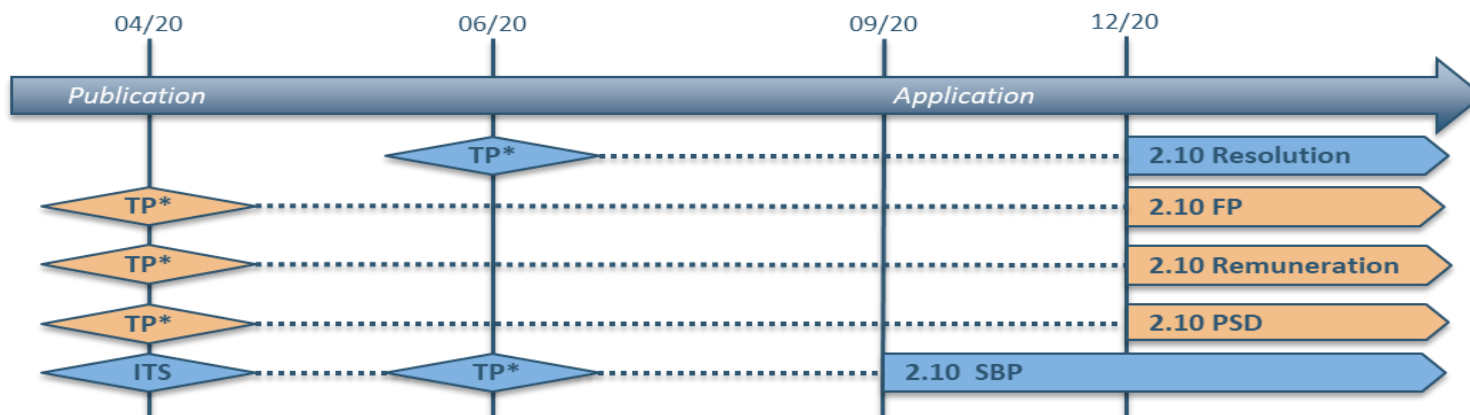 04/20 06/20 09/20 12/20
Publication Application
TP* 2.10 Resolution
TP* 2.10 FP
TP* 2.10 Remuneration
TP* 2.10 PSD
ITS TP* 2.10 SBP